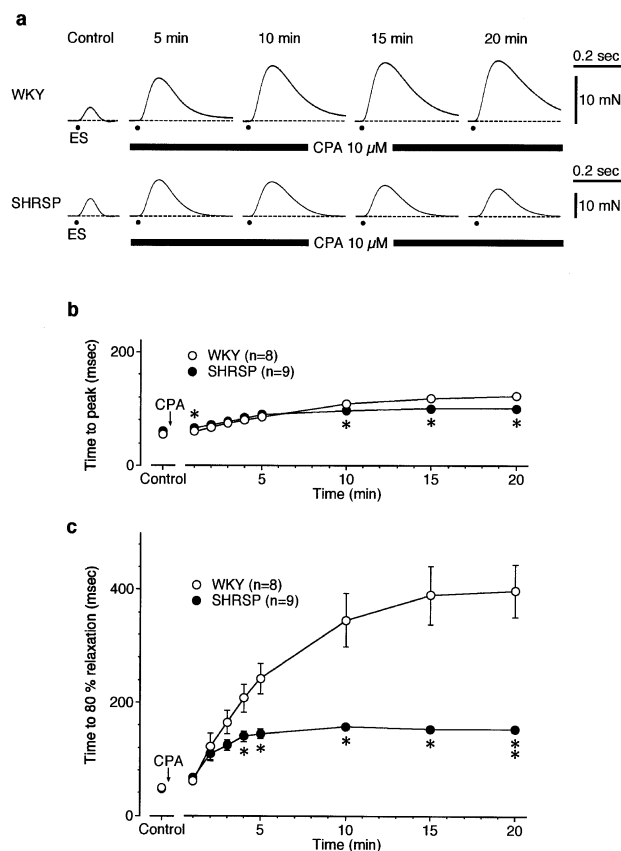 a
Control 5 min 10 min 15 min 20 min
0.2 sec
WKY
10 mN
ES
CPA 10 µM
0.2 sec
SHRSP
10 mN
ES
CPA 10 µM
b
200
WKY (n=8)
SHRSP (n=9)
CPA
*
* * *
0
Control 5 10 15 20
Time (min)
Time to peak (msec)
c
400
WKY (n=8)
SHRSP (n=9)
200
CPA
* * * * *
*
0
Control 5 10 15 20
Time (min)
Time to 80 % relaxation (msec)